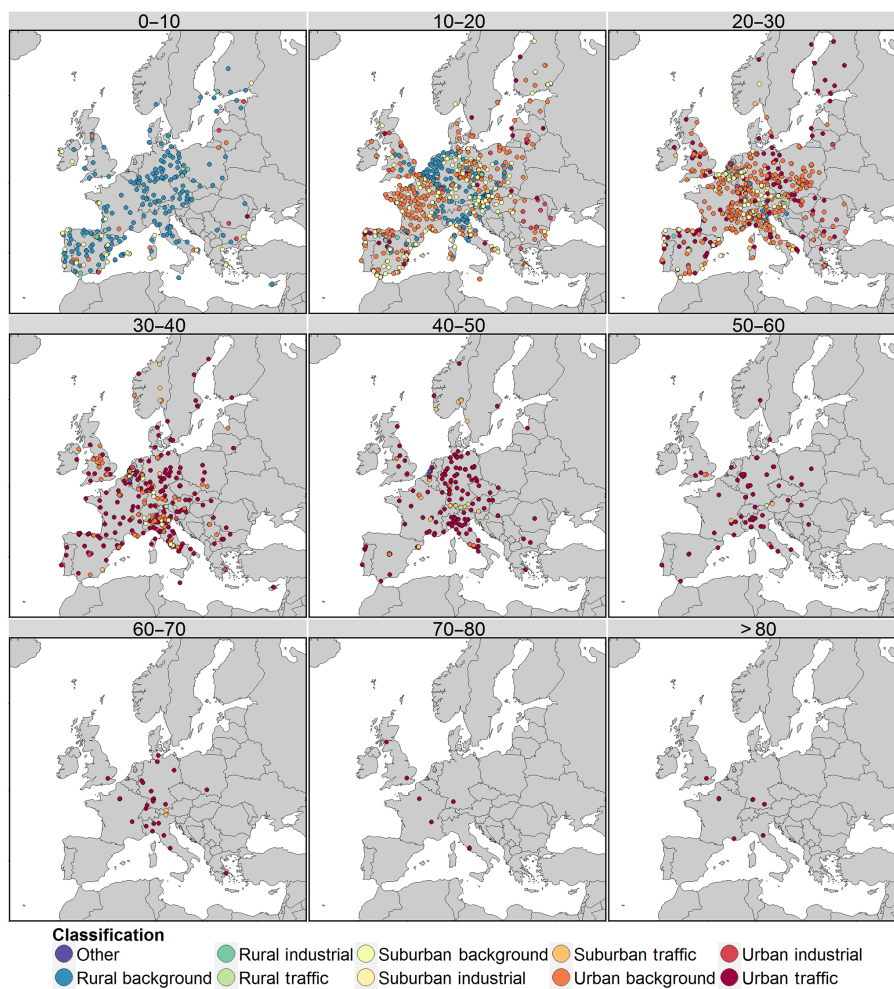 0–10 10–20 20–30
30–40 40–50 50–60
60–70 70–80 > 80
Classification
Other Rural industrial Suburban background Suburban traffic Urban industrial
Rural background Rural traffic Suburban industrial Urban background Urban traffic